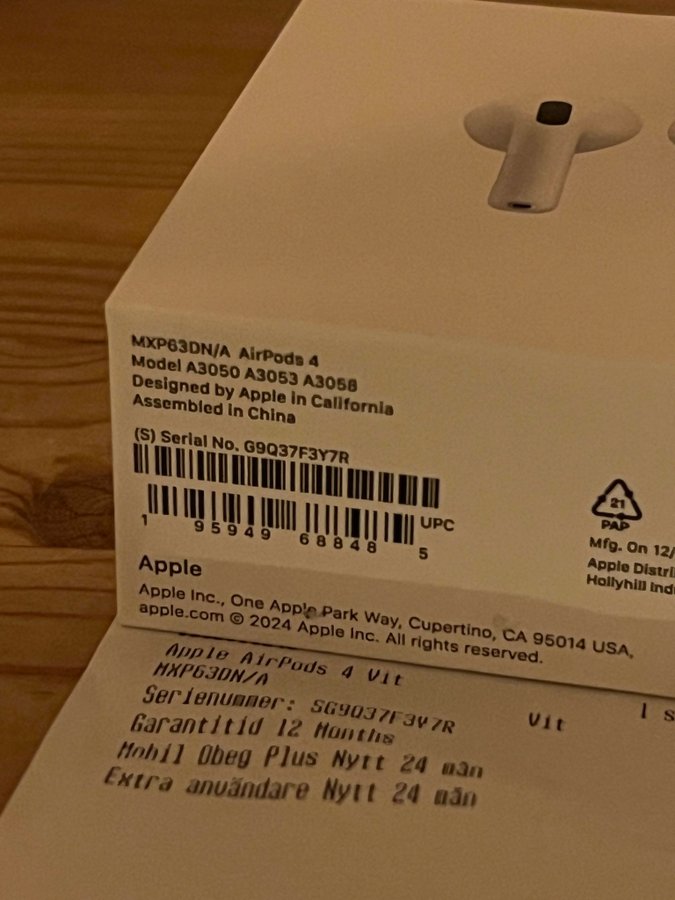 MXP63DN/A AirPods 4
Model A3050 A3053 A3058
Designed by Apple in California
Assembled in China
(S) Serial No. G9Q37F3Y7R
UPC
1 95949 68848 5
21
PAP
Mfg. On 12/
Apple Distri
Hollyhill Ind
Apple
Apple Inc., One Apple Park Way, Cupertino, CA 95014 USA.
apple.com © 2024 Apple Inc. All rights reserved.
Apple AirPods 4 Vit
MXP63DN/A
Serienummer: SG9Q37F3Y7R Vit 1 s
Garantitid 12 Months
Mobil Obeg Plus Nytt 24 mån
Extra användare Nytt 24 mån